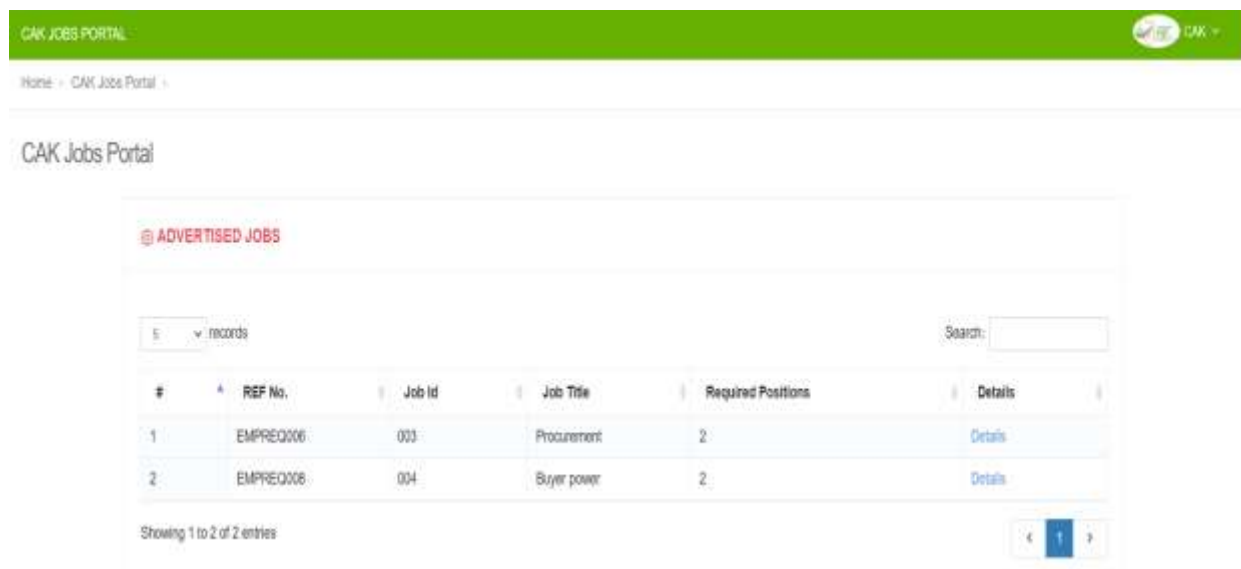 CAK JOBS PORTAL CAK
Home CAK Jobs Portal
CAK Jobs Portal
ADVERTISED JOBS
5 records Search:
# REF No. Job Id Job Title Required Positions Details
1 EMPREQ006 003 Procurement 2 Details
2 EMPREQ008 004 Buyer power 2 Details
Showing 1 to 2 of 2 entries
‹ 1 ›